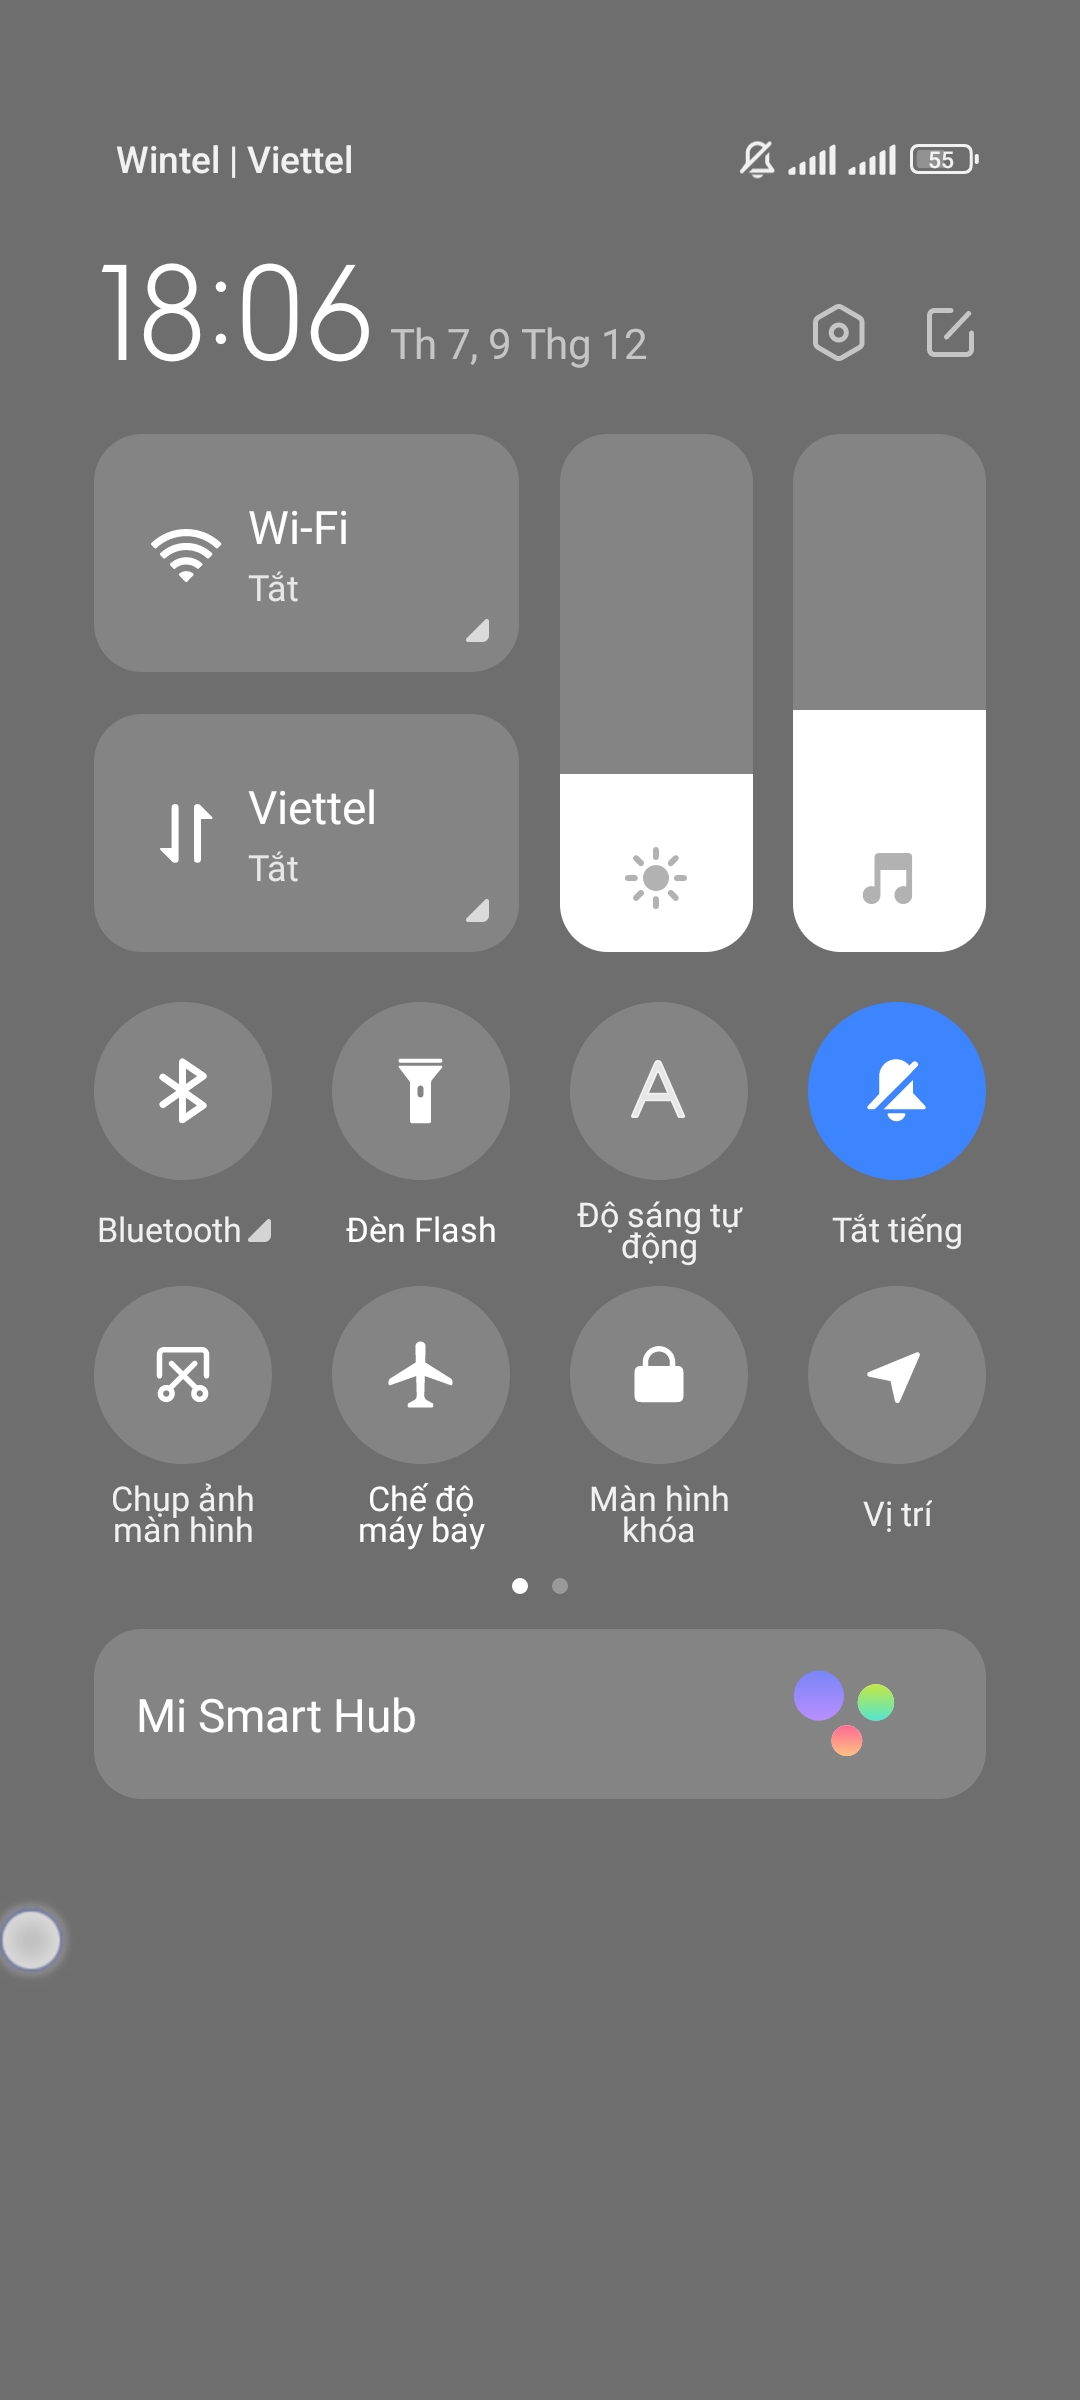 Wintel | Viettel
55
18:06 Th 7, 9 Thg 12
Wi-Fi
Tắt
Viettel
Tắt
Bluetooth
Đèn Flash
Độ sáng tự
động
Tắt tiếng
Chụp ảnh
màn hình
Chế độ
máy bay
Màn hình
khóa
Vị trí
Mi Smart Hub